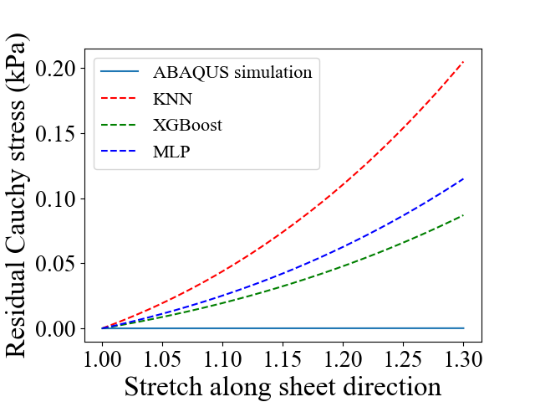 Residual Cauchy stress (kPa)
0.20
0.15
0.10
0.05
0.00
ABAQUS simulation
KNN
XGBoost
MLP
1.00 1.05 1.10 1.15 1.20 1.25 1.30
Stretch along sheet direction